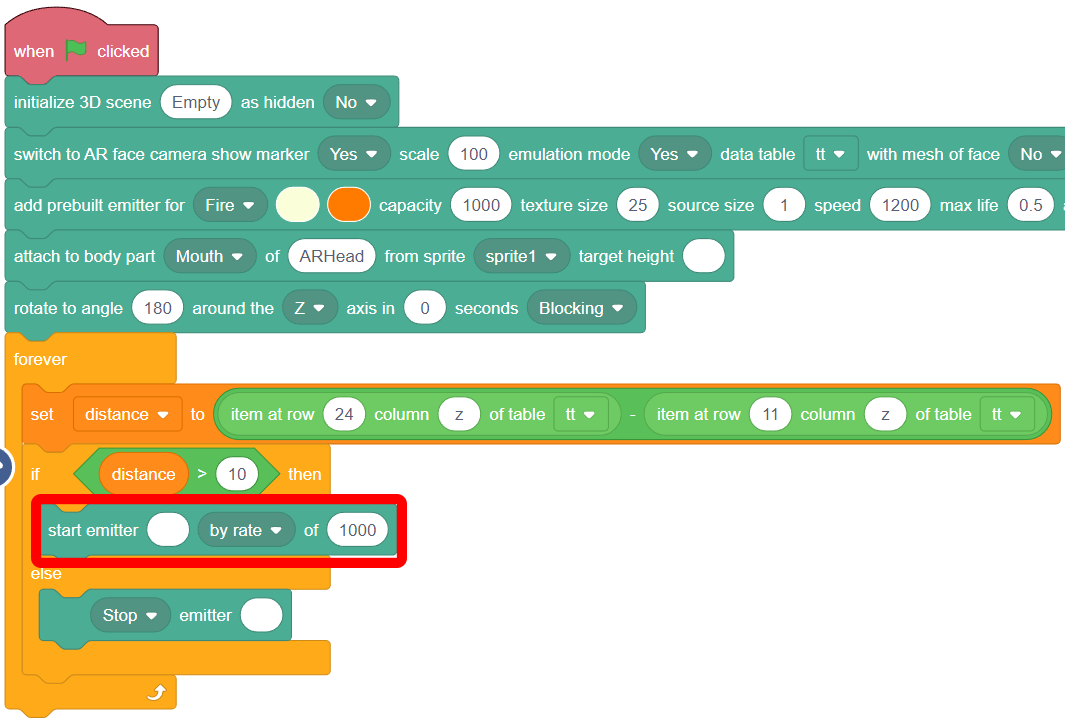 when clicked
initialize 3D scene Empty as hidden No
switch to AR face camera show marker Yes scale 100 emulation mode Yes data table tt with mesh of face No
add prebuilt emitter for Fire capacity 1000 texture size 25 source size 1 speed 1200 max life 0.5
attach to body part Mouth of ARHead from sprite sprite1 target height
rotate to angle 180 around the Z axis in 0 seconds Blocking
forever
set distance to item at row 24 column z of table tt - item at row 11 column z of table tt
if distance > 10 then
start emitter by rate of 1000
else
Stop emitter